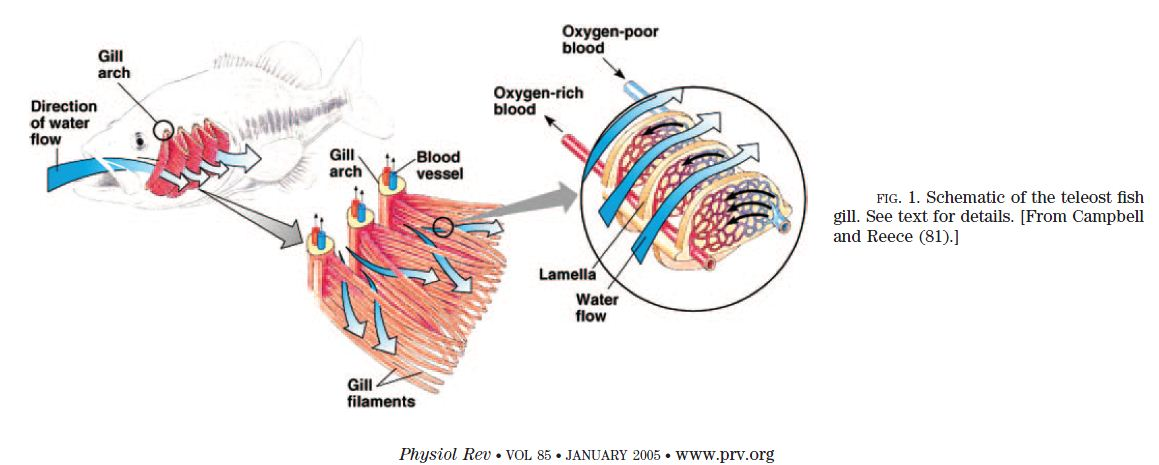 Gill
arch
Direction
of water
flow
Gill
arch
Blood
vessel
Gill
filaments
Oxygen-poor
blood
Oxygen-rich
blood
Lamella
Water
flow
FIG. 1. Schematic of the teleost fish
gill. See text for details. [From Campbell
and Reece (81).]
Physiol Rev • VOL 85 • JANUARY 2005 • www.prv.org